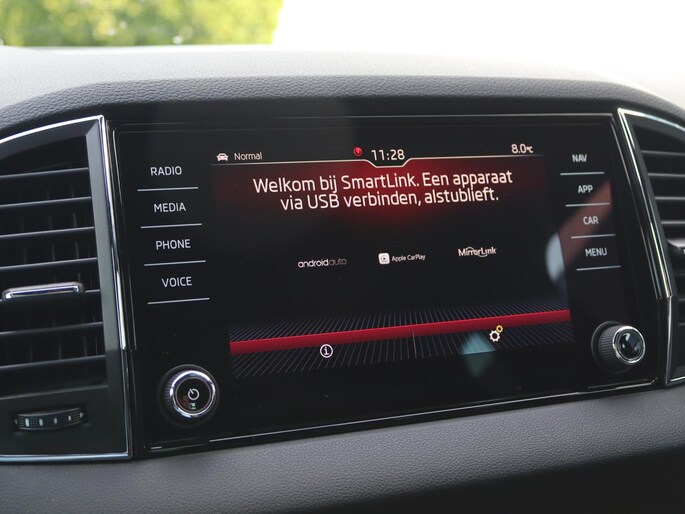 Normal
11:28
8.0℃
RADIO
MEDIA
PHONE
VOICE
Welkom bij SmartLink. Een apparaat
via USB verbinden, alstublieft.
androidauto
Apple CarPlay
MirrorLink
NAV
APP
CAR
MENU